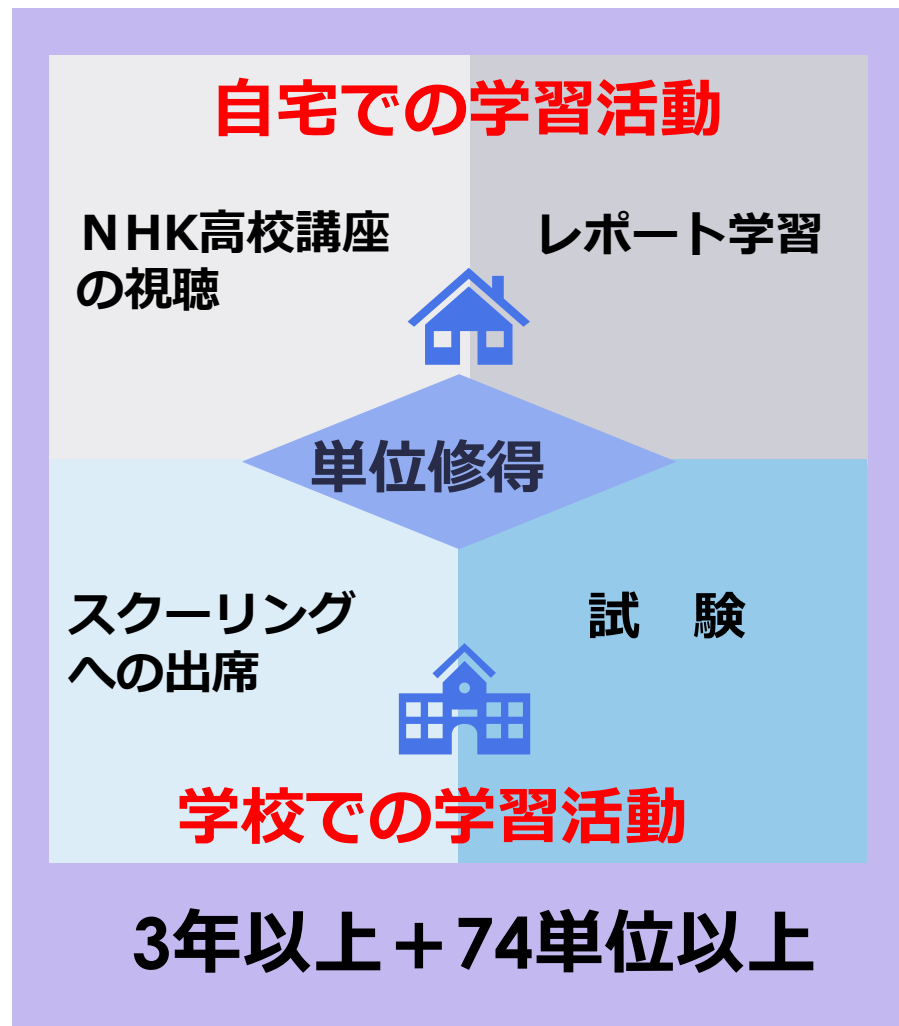 自宅での学習活動
ＮHK高校講座
の視聴
レポート学習
単位修得
スクーリング
への出席
試　験
学校での学習活動
3年以上＋74単位以上